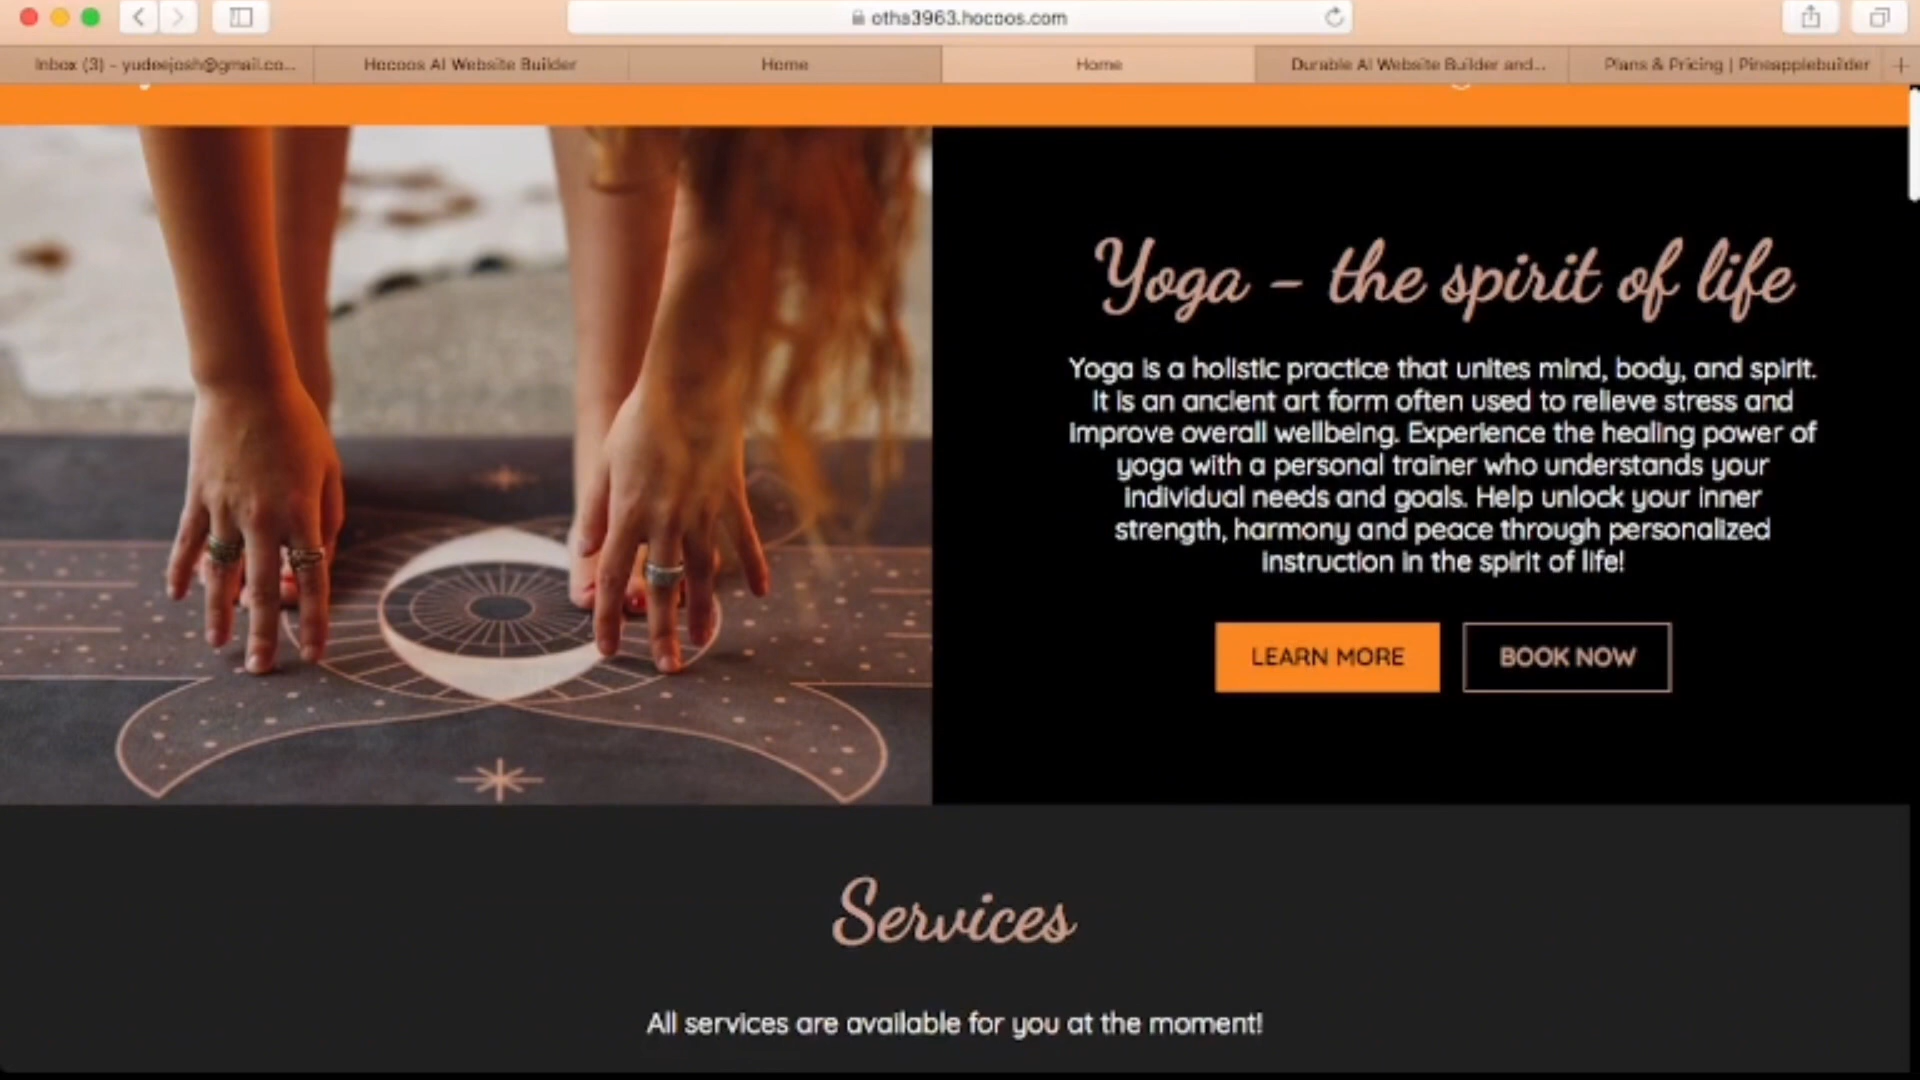 otha3963.hocoos.com
Inbox (3) - yudeejosh@gmail.co...
Hocoos AI Website Builder
Home
Home
Durable AI Website Builder and...
Plans & Pricing | Pineapplebuilder
Yoga - the spirit of life
Yoga is a holistic practice that unites mind, body, and spirit.
It is an ancient art form often used to relieve stress and
improve overall wellbeing. Experience the healing power of
yoga with a personal trainer who understands your
individual needs and goals. Help unlock your inner
strength, harmony and peace through personalized
instruction in the spirit of life!
LEARN MORE
BOOK NOW
Services
All services are available for you at the moment!